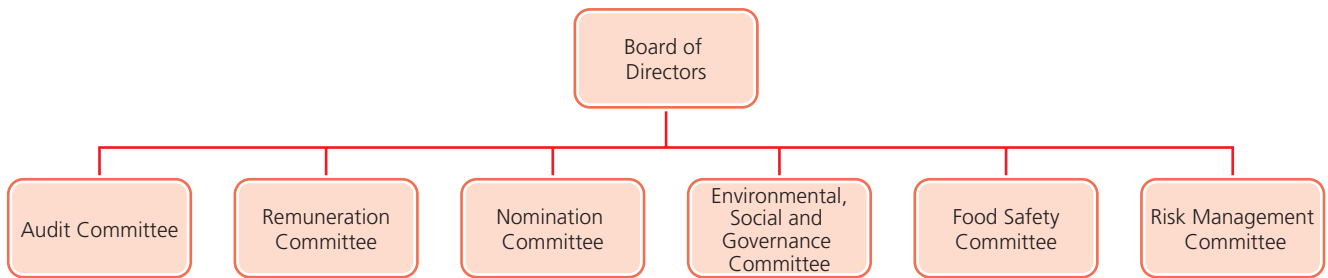 Board of
Directors
Audit Committee
Remuneration
Committee
Nomination
Committee
Environmental,
Social and
Governance
Committee
Food Safety
Committee
Risk Management
Committee